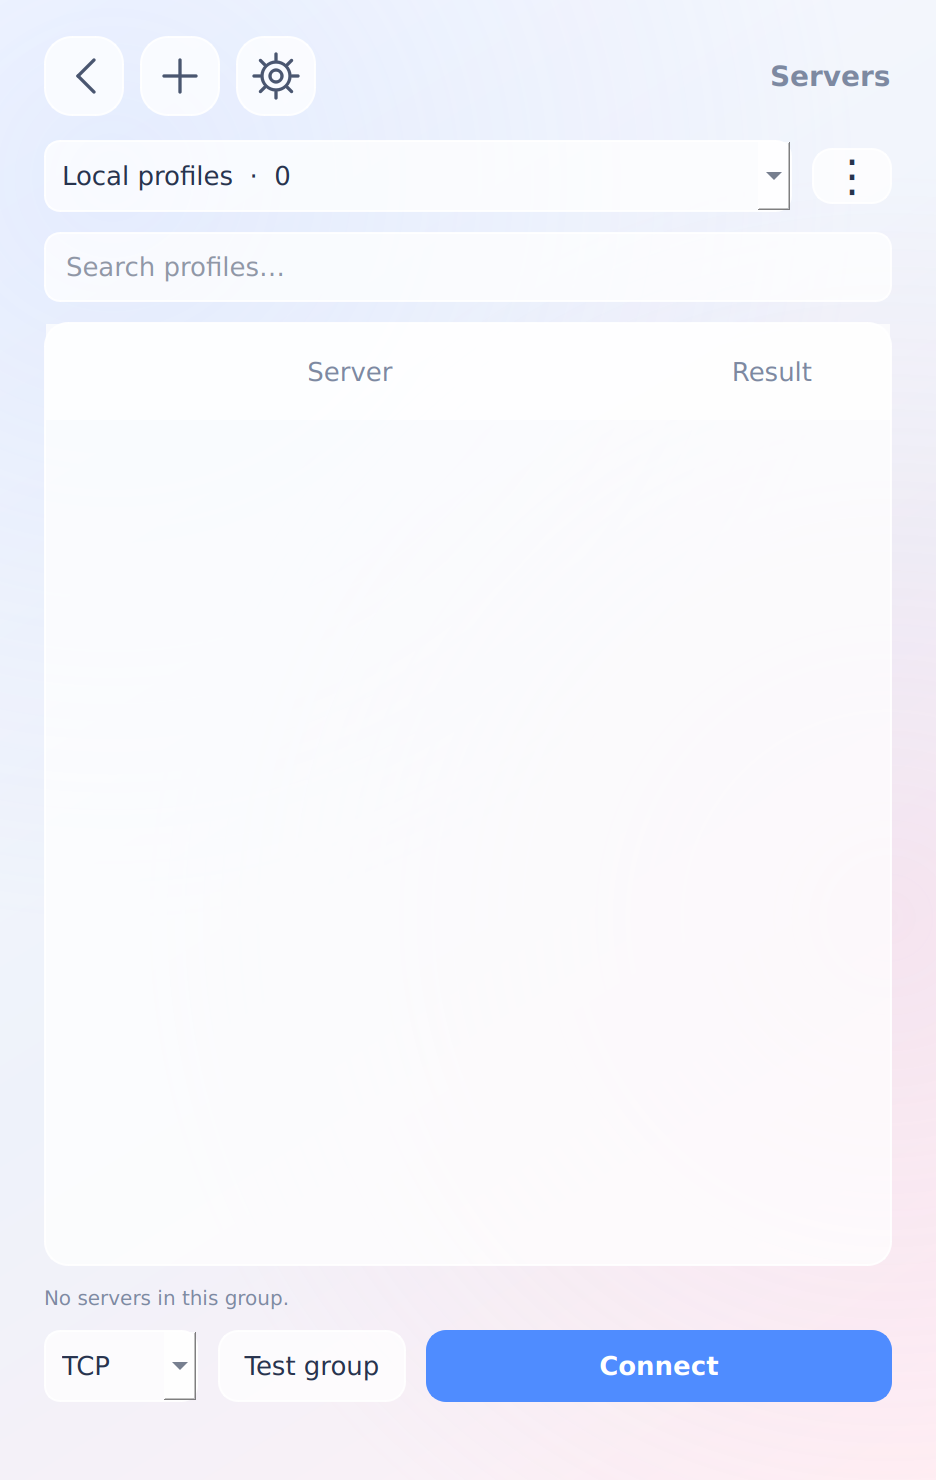 Servers
Local profiles · 0
Search profiles...
Server Result
No servers in this group.
TCP Test group Connect